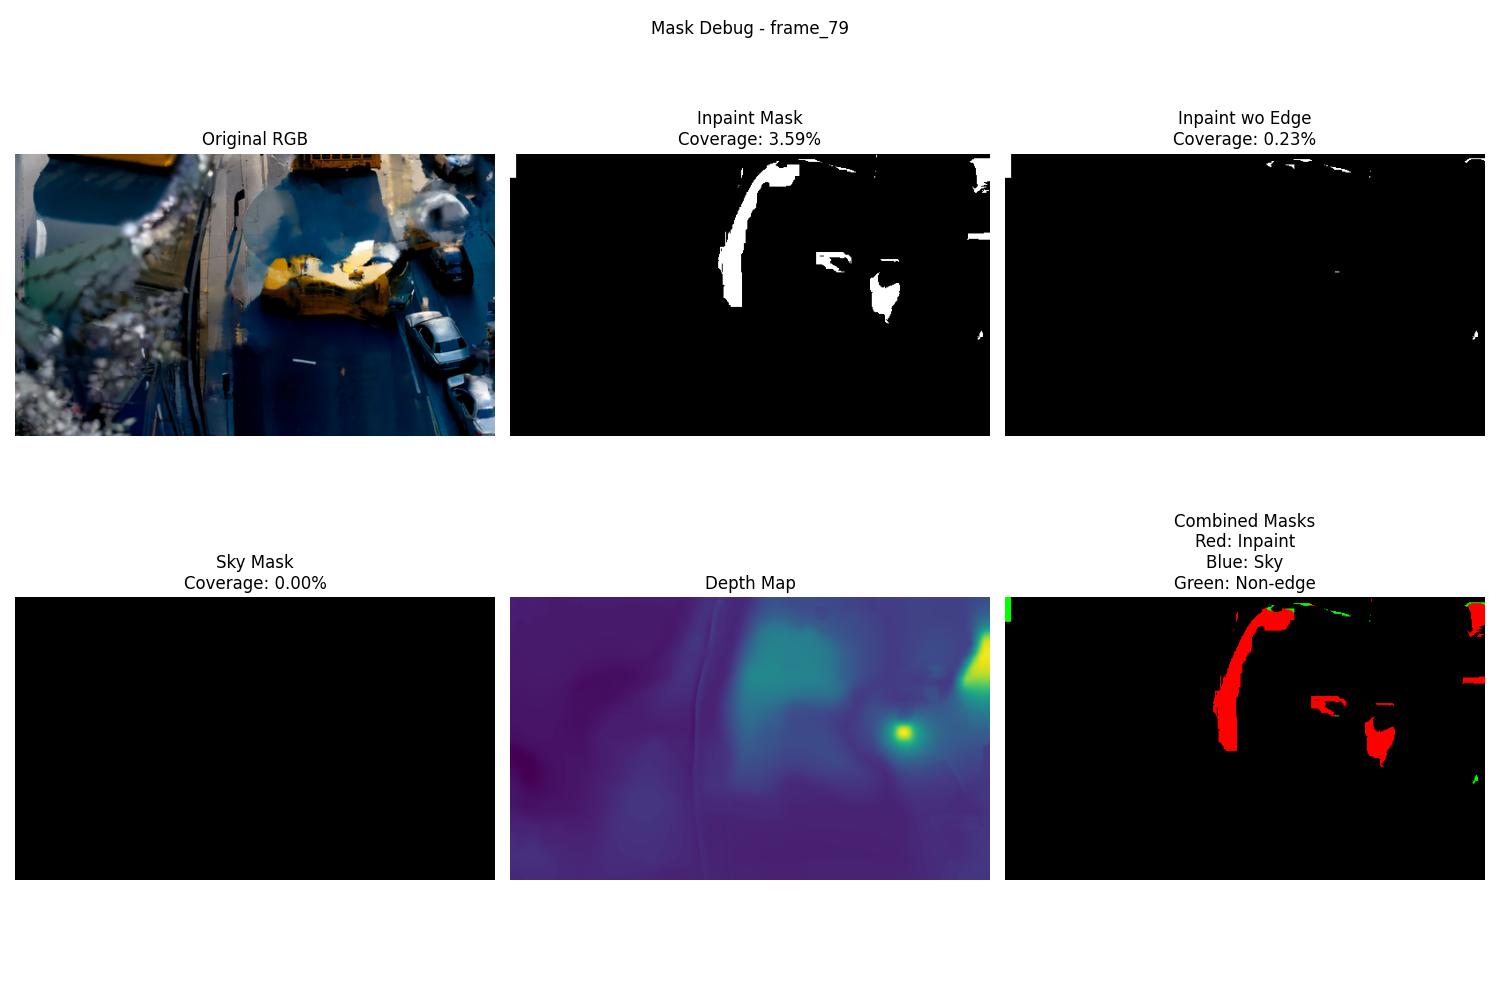 Mask Debug - frame_79
Original RGB
Inpaint Mask
Coverage: 3.59%
Inpaint wo Edge
Coverage: 0.23%
Sky Mask
Coverage: 0.00%
Depth Map
Combined Masks
Red: Inpaint
Blue: Sky
Green: Non-edge